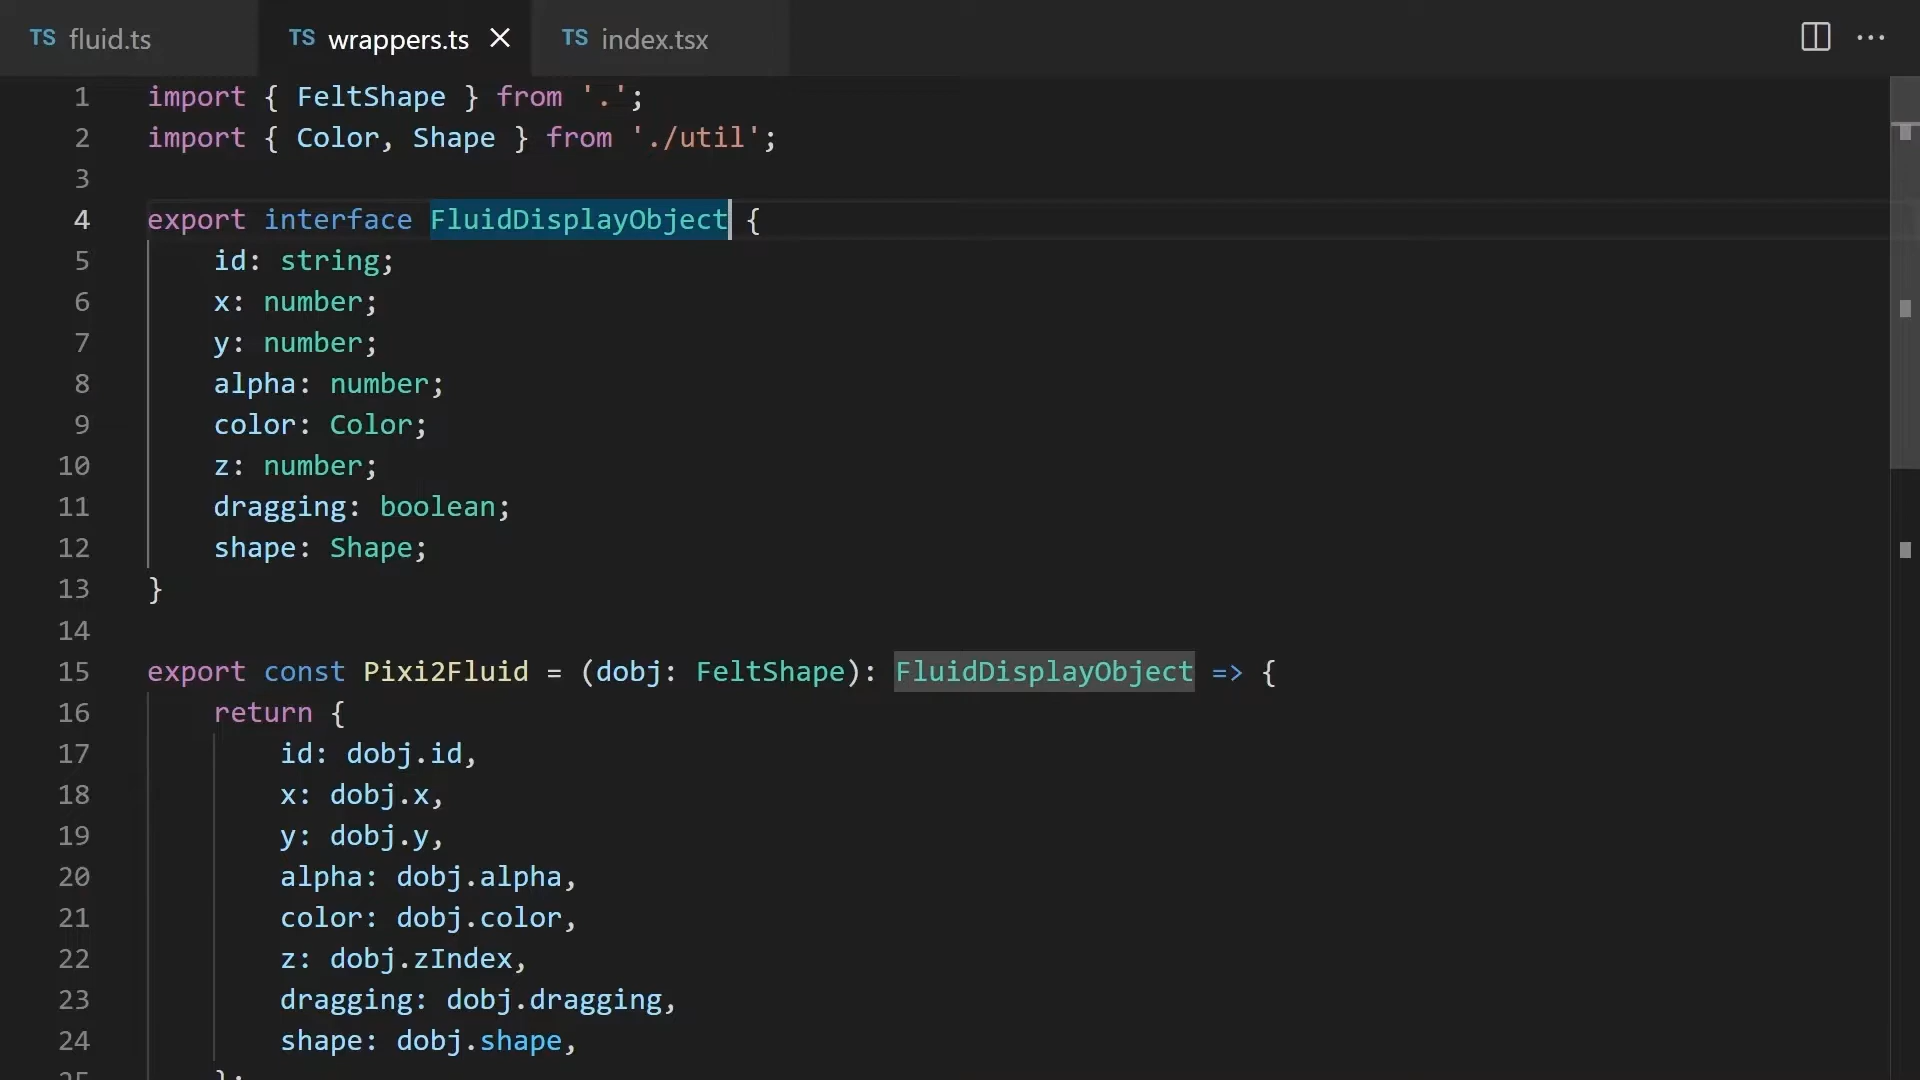 TS fluid.ts TS wrappers.ts TS index.tsx
1 import { FeltShape } from '.';
2 import { Color, Shape } from './util';
3
4 export interface FluidDisplayObject {
5 id: string;
6 x: number;
7 y: number;
8 alpha: number;
9 color: Color;
10 z: number;
11 dragging: boolean;
12 shape: Shape;
13 }
14
15 export const Pixi2Fluid = (dobj: FeltShape): FluidDisplayObject => {
16 return {
17 id: dobj.id,
18 x: dobj.x,
19 y: dobj.y,
20 alpha: dobj.alpha,
21 color: dobj.color,
22 z: dobj.zIndex,
23 dragging: dobj.dragging,
24 shape: dobj.shape,
25 };